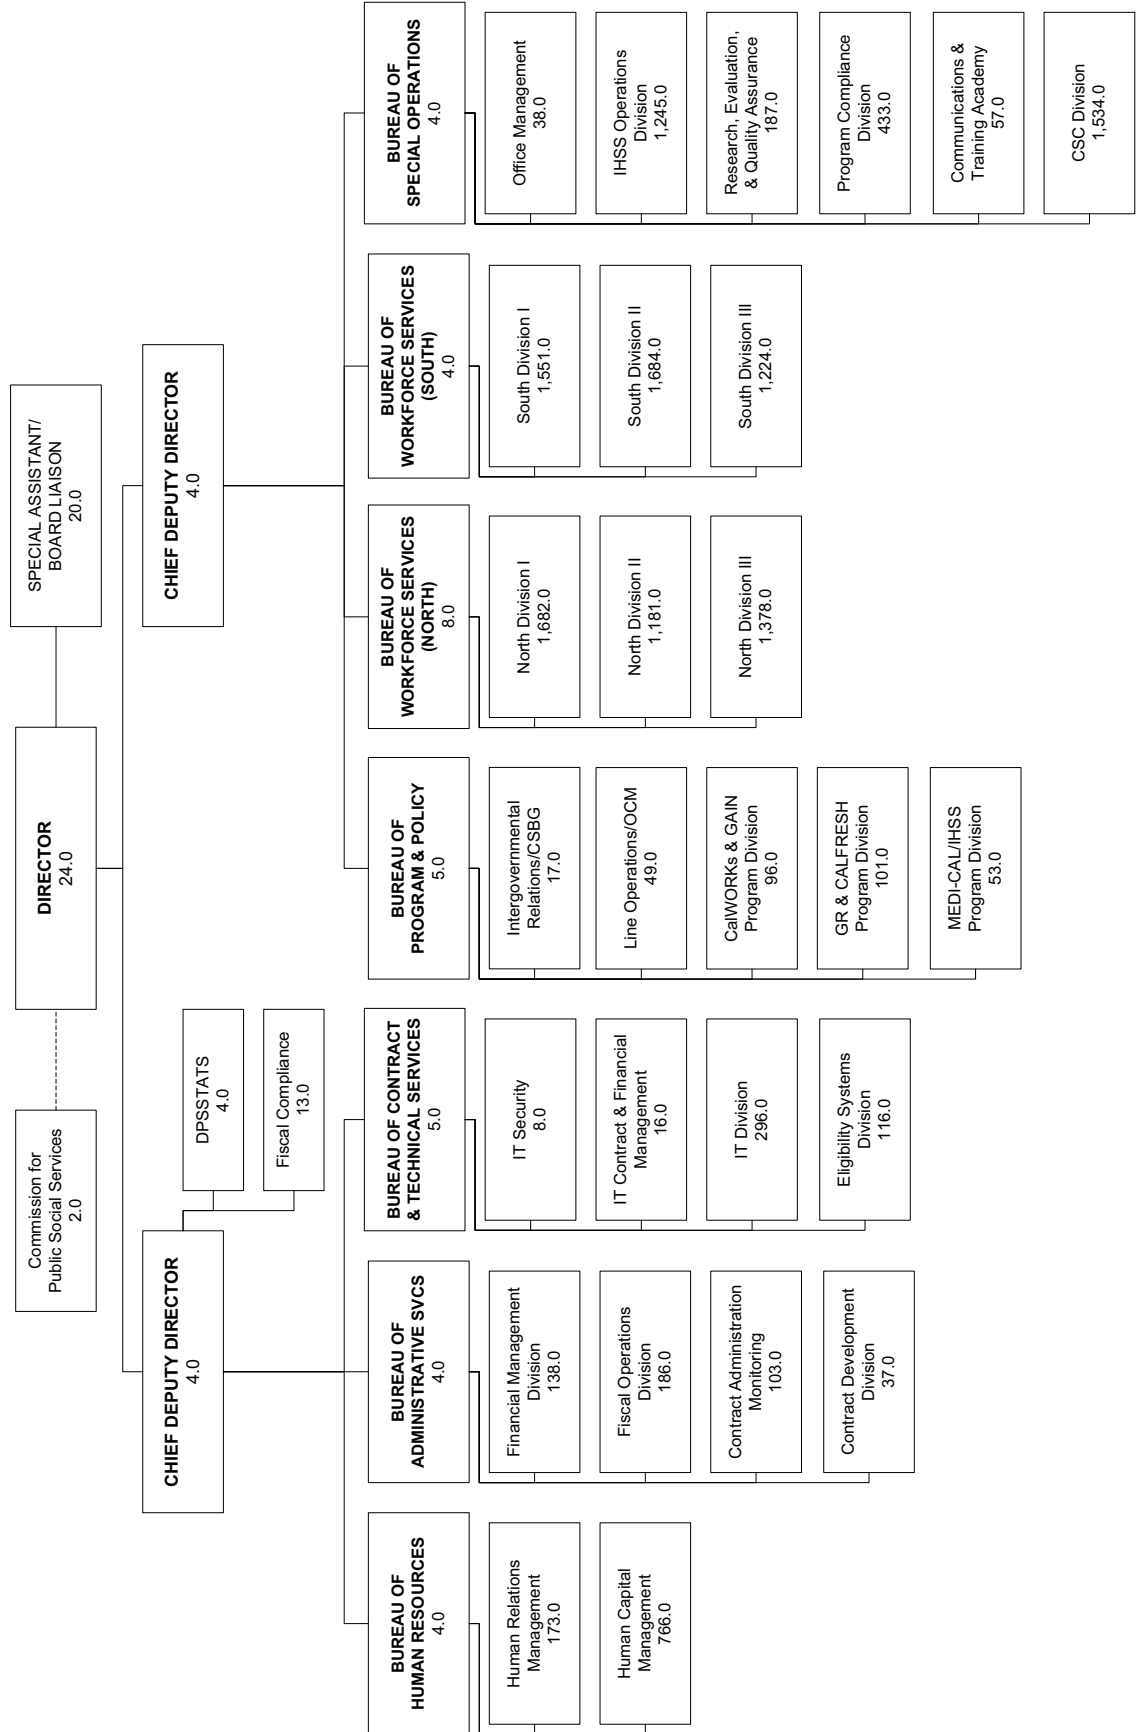 Commission for
Public Social Services
2.0
DIRECTOR
24.0
SPECIAL ASSISTANT/
BOARD LIAISON
20.0
CHIEF DEPUTY DIRECTOR
4.0
DPSSTATS
4.0
Fiscal Compliance
13.0
CHIEF DEPUTY DIRECTOR
4.0
BUREAU OF
HUMAN RESOURCES
4.0
Human Relations
Management
173.0
Human Capital
Management
766.0
BUREAU OF
ADMINISTRATIVE SVCS
4.0
Financial Management
Division
138.0
Fiscal Operations
Division
186.0
Contract Administration
Monitoring
103.0
Contract Development
Division
37.0
BUREAU OF CONTRACT
& TECHNICAL SERVICES
5.0
IT Security
8.0
IT Contract & Financial
Management
16.0
IT Division
296.0
Eligibility Systems
Division
116.0
BUREAU OF
PROGRAM & POLICY
5.0
Intergovernmental
Relations/CSBG
17.0
Line Operations/OCM
49.0
CalWORKs & GAIN
Program Division
96.0
GR & CALFRESH
Program Division
101.0
MEDI-CAL/IHSS
Program Division
53.0
BUREAU OF
WORKFORCE SERVICES
(NORTH)
8.0
North Division I
1,682.0
North Division II
1,181.0
North Division III
1,378.0
BUREAU OF
WORKFORCE SERVICES
(SOUTH)
4.0
South Division I
1,551.0
South Division II
1,684.0
South Division III
1,224.0
BUREAU OF
SPECIAL OPERATIONS
4.0
Office Management
38.0
IHSS Operations
Division
1,245.0
Research, Evaluation,
& Quality Assurance
187.0
Program Compliance
Division
433.0
Communications &
Training Academy
57.0
CSC Division
1,534.0